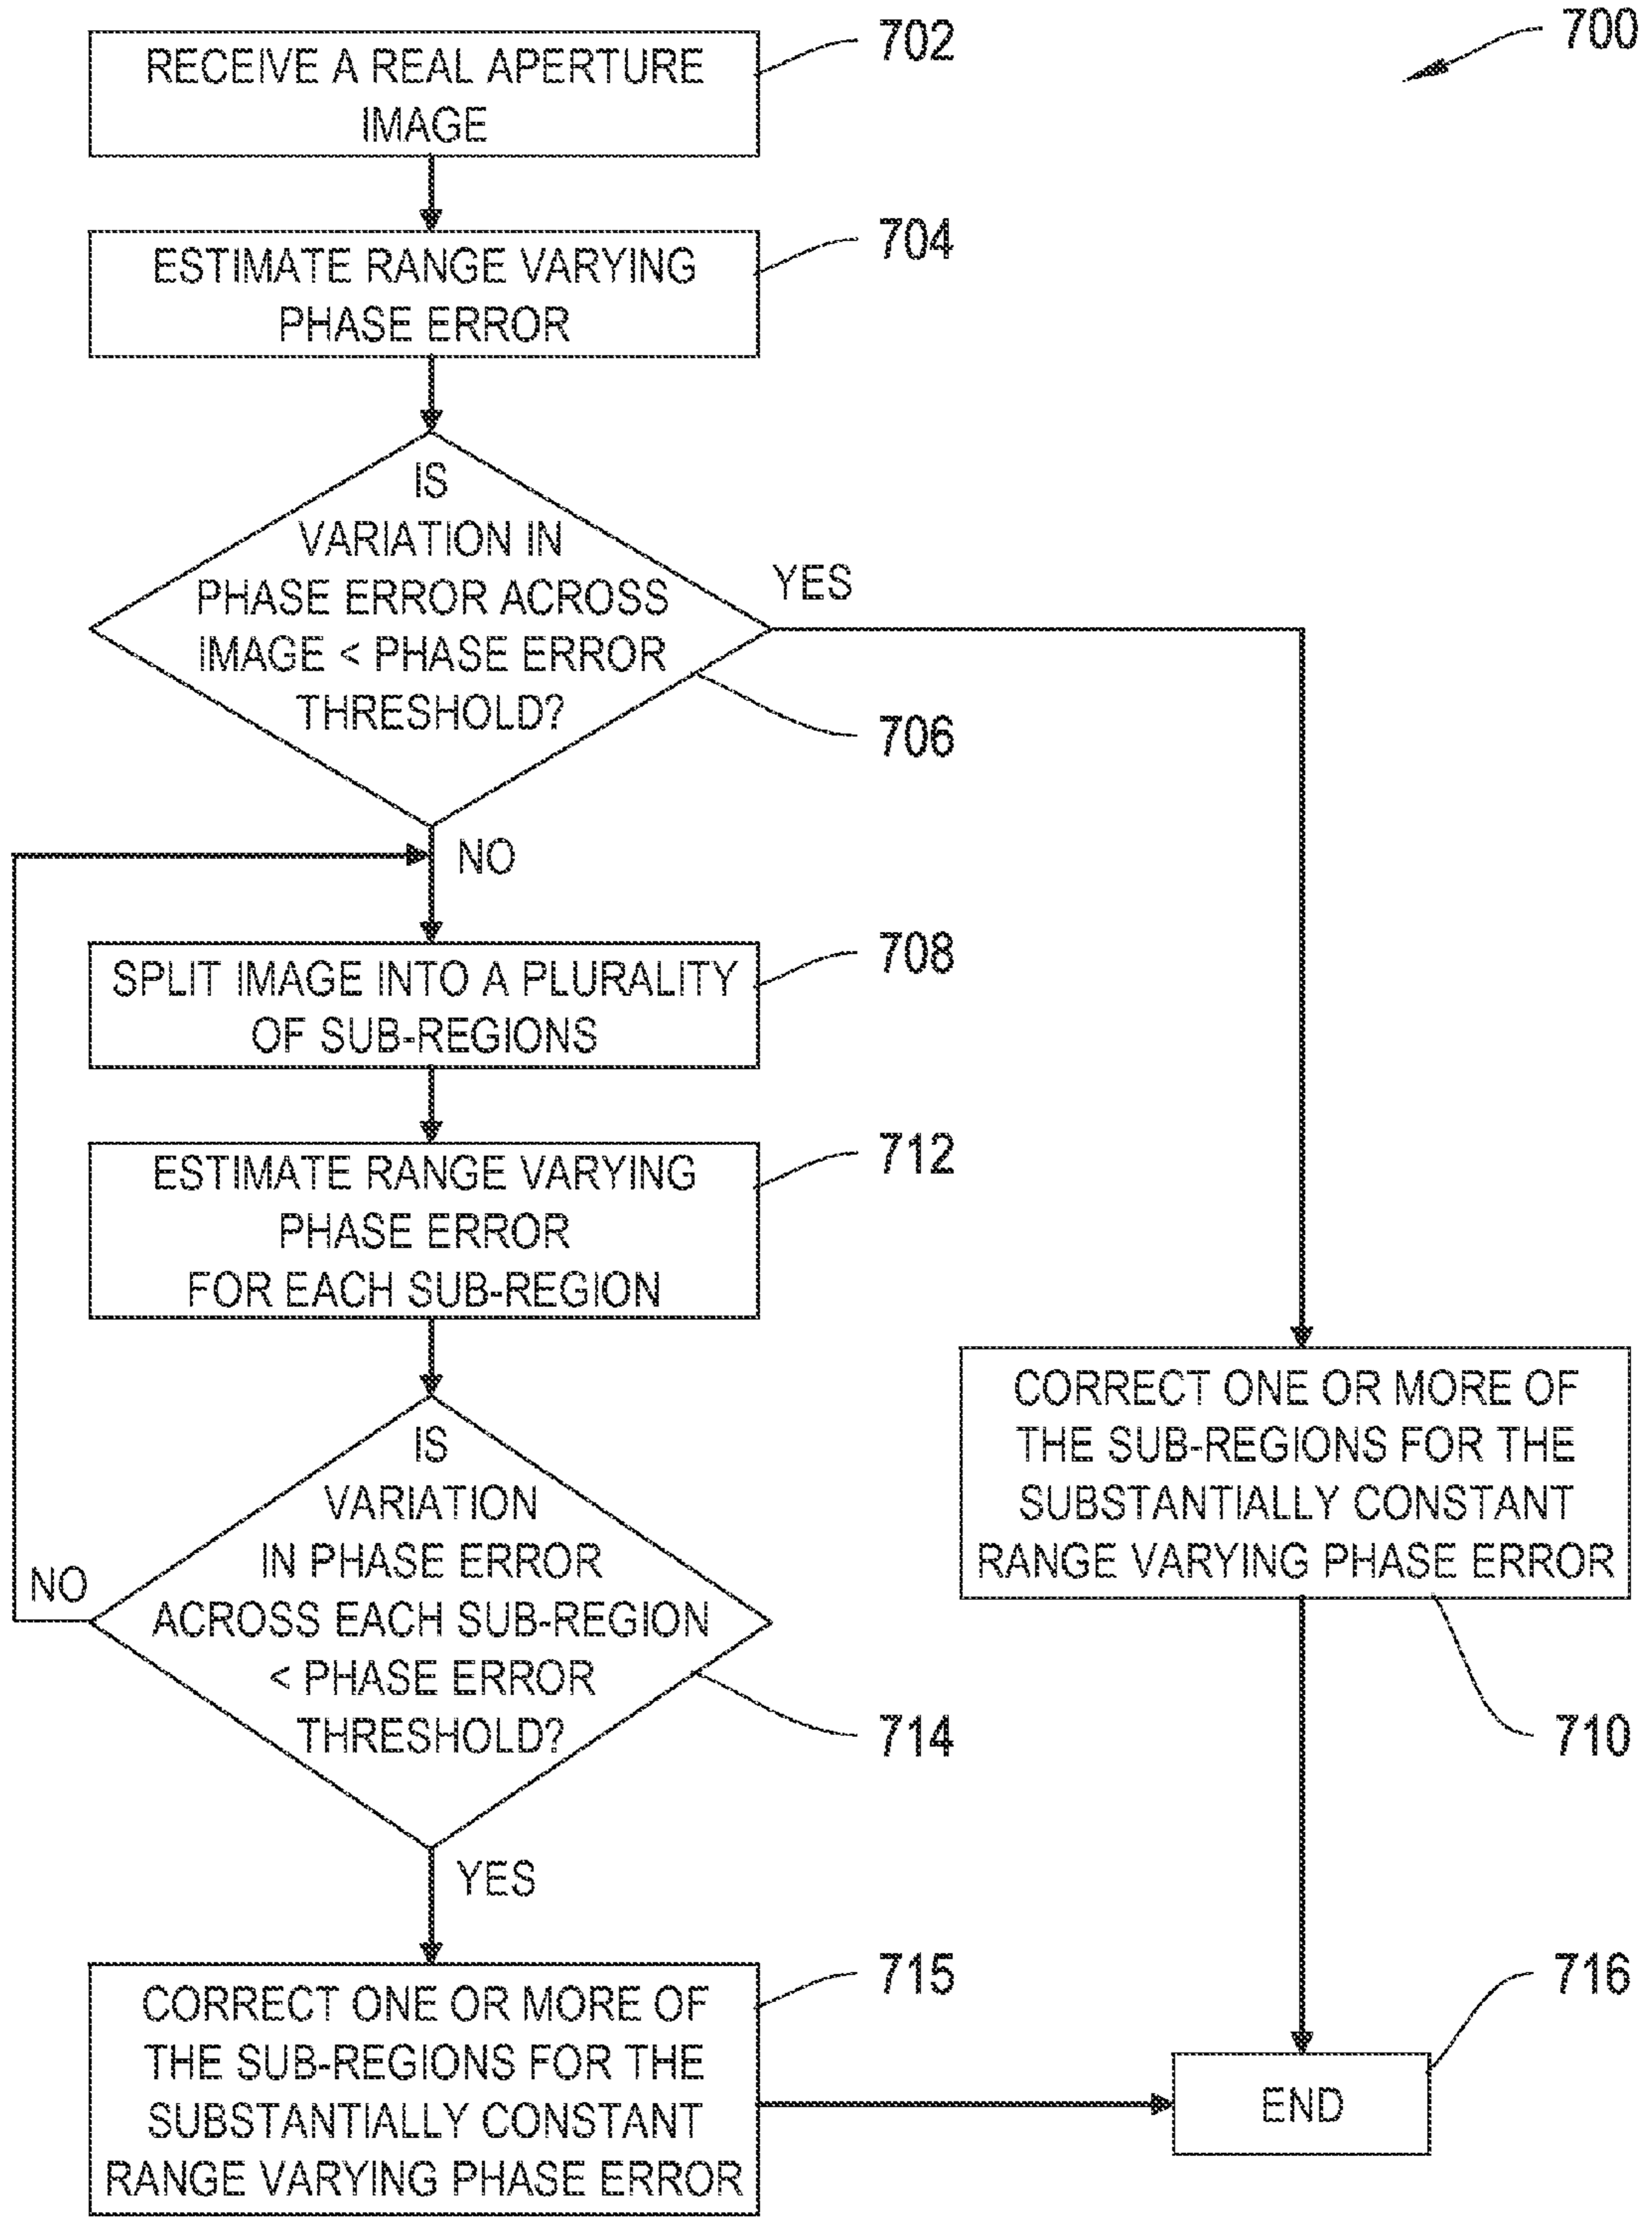 700
RECEIVE A REAL APERTURE
IMAGE
702
ESTIMATE RANGE VARYING
PHASE ERROR
704
IS
VARIATION IN
PHASE ERROR ACROSS
IMAGE < PHASE ERROR
THRESHOLD?
YES
706
NO
SPLIT IMAGE INTO A PLURALITY
OF SUB-REGIONS
708
ESTIMATE RANGE VARYING
PHASE ERROR
FOR EACH SUB-REGION
712
IS
VARIATION
IN PHASE ERROR
ACROSS EACH SUB-REGION
< PHASE ERROR
THRESHOLD?
NO
714
YES
CORRECT ONE OR MORE OF
THE SUB-REGIONS FOR THE
SUBSTANTIALLY CONSTANT
RANGE VARYING PHASE ERROR
710
CORRECT ONE OR MORE OF
THE SUB-REGIONS FOR THE
SUBSTANTIALLY CONSTANT
RANGE VARYING PHASE ERROR
715
END
716